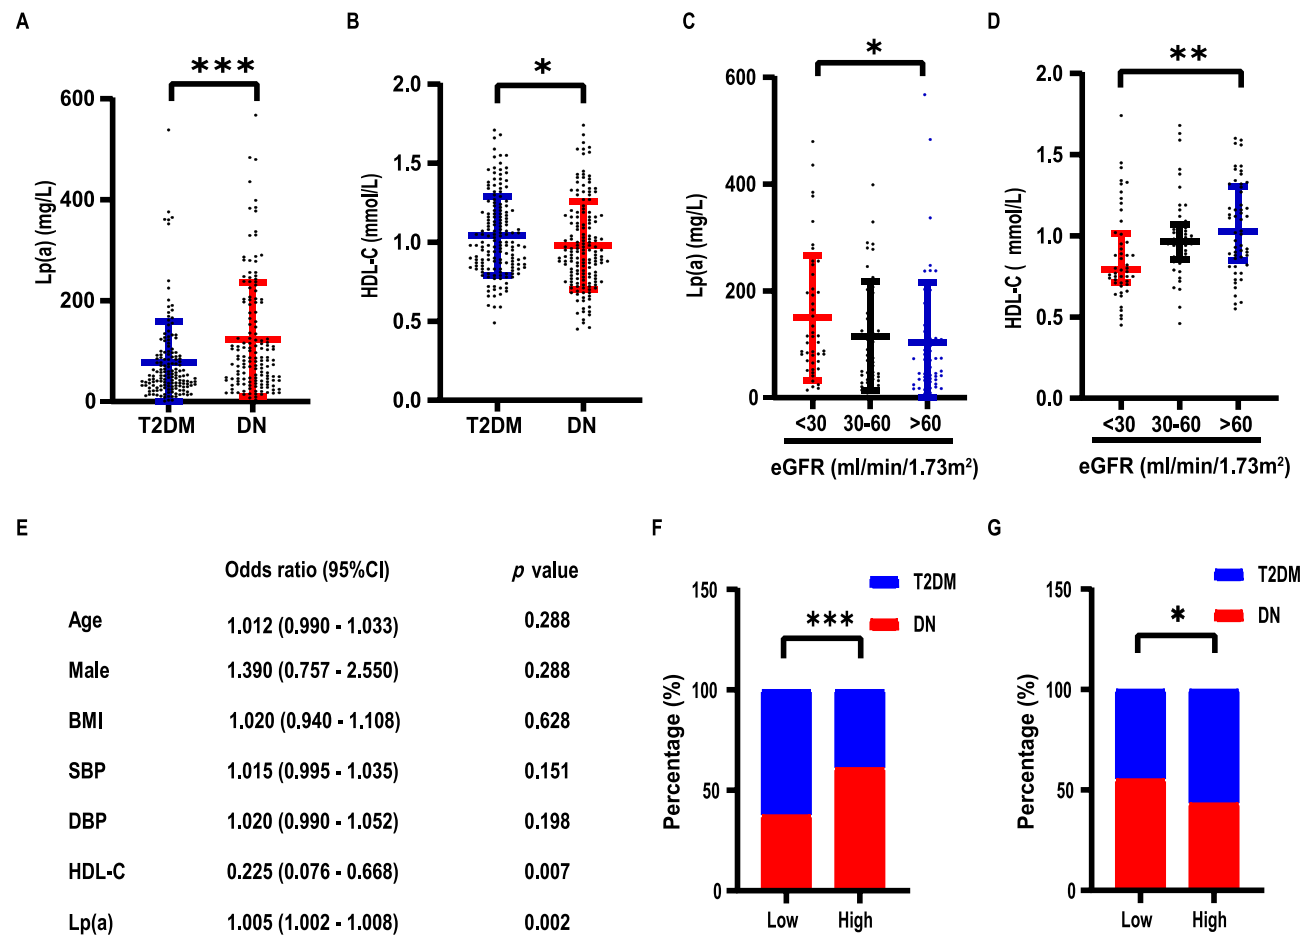 A
B
C
D
***
*
*
**
600
400
200
0
Lp(a) (mg/L)
T2DM DN
2.0
1.5
1.0
0.5
0.0
HDL-C (mmol/L)
T2DM DN
600
400
200
0
Lp(a) (mg/L)
<30 30-60 >60
eGFR (ml/min/1.73m²)
2.0
1.5
1.0
0.5
0.0
HDL-C ( mmol/L)
<30 30-60 >60
eGFR (ml/min/1.73m²)
E
Odds ratio (95%CI) p value
Age 1.012 (0.990 - 1.033) 0.288
Male 1.390 (0.757 - 2.550) 0.288
BMI 1.020 (0.940 - 1.108) 0.628
SBP 1.015 (0.995 - 1.035) 0.151
DBP 1.020 (0.990 - 1.052) 0.198
HDL-C 0.225 (0.076 - 0.668) 0.007
Lp(a) 1.005 (1.002 - 1.008) 0.002
F
T2DM
DN
***
150
100
50
0
Percentage (%)
Low High
G
T2DM
DN
*
150
100
50
0
Percentage (%)
Low High